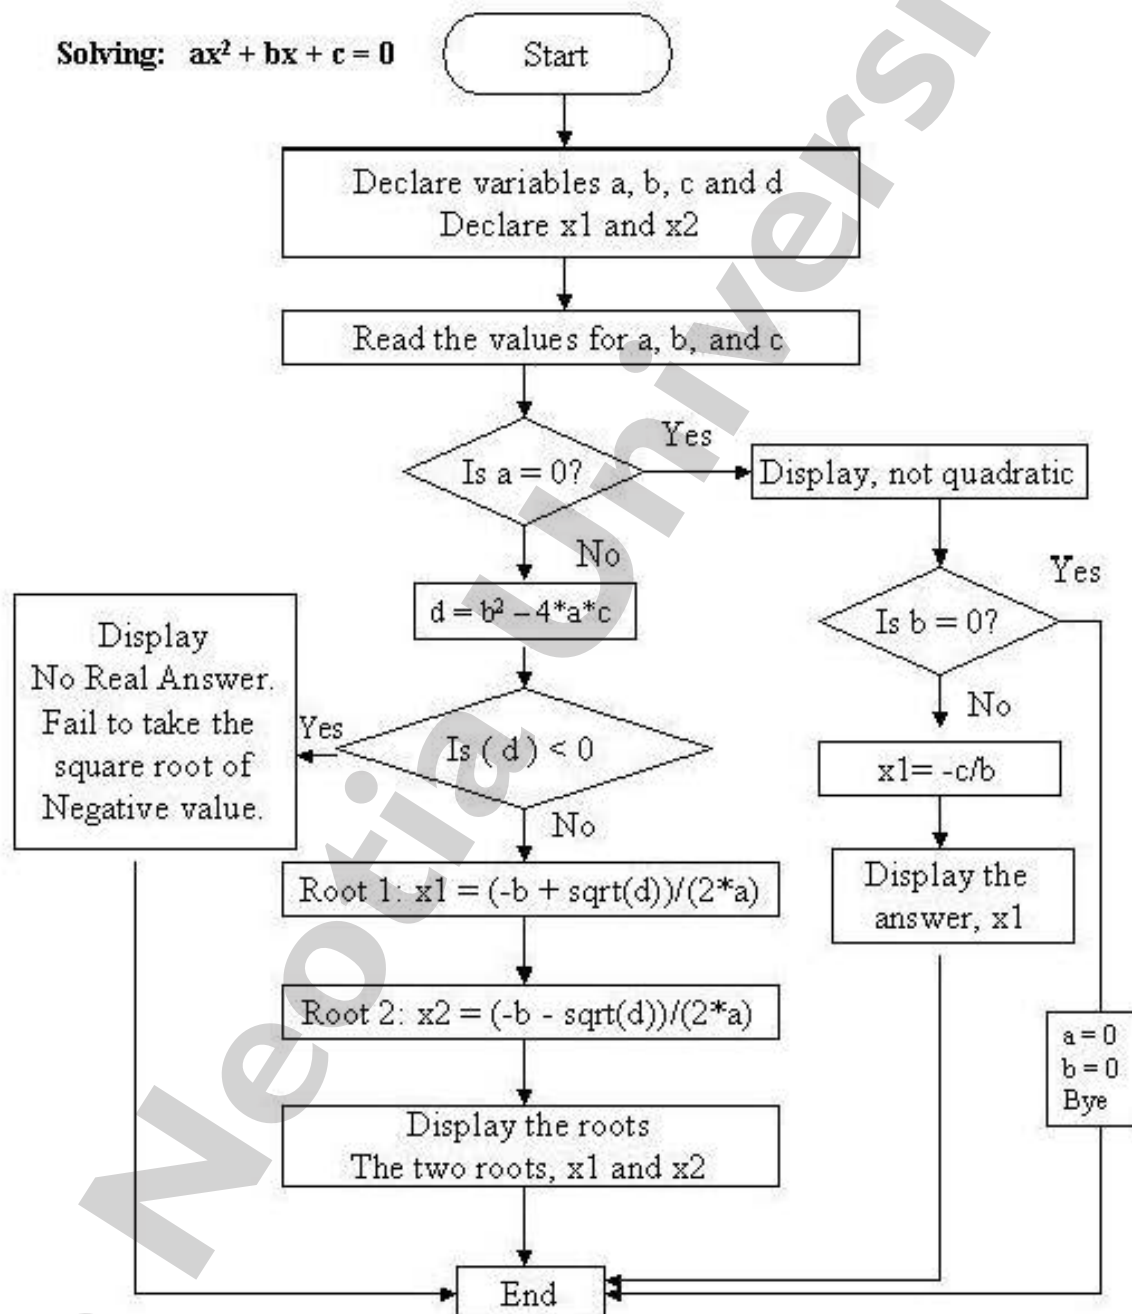 Solving: ax² + bx + c = 0
Start
Declare variables a, b, c and d
Declare x1 and x2
Read the values for a, b, and c
Is a = 0?
Yes
Display, not quadratic
No
d = b² – 4*a*c
Is b = 0?
Yes
No
x1= -c/b
Display the
answer, x1
a = 0
b = 0
Bye
Is ( d ) < 0
Yes
Display
No Real Answer.
Fail to take the
square root of
Negative value.
No
Root 1: x1 = (-b + sqrt(d))/(2*a)
Root 2: x2 = (-b - sqrt(d))/(2*a)
Display the roots
The two roots, x1 and x2
End
Neotia Universi